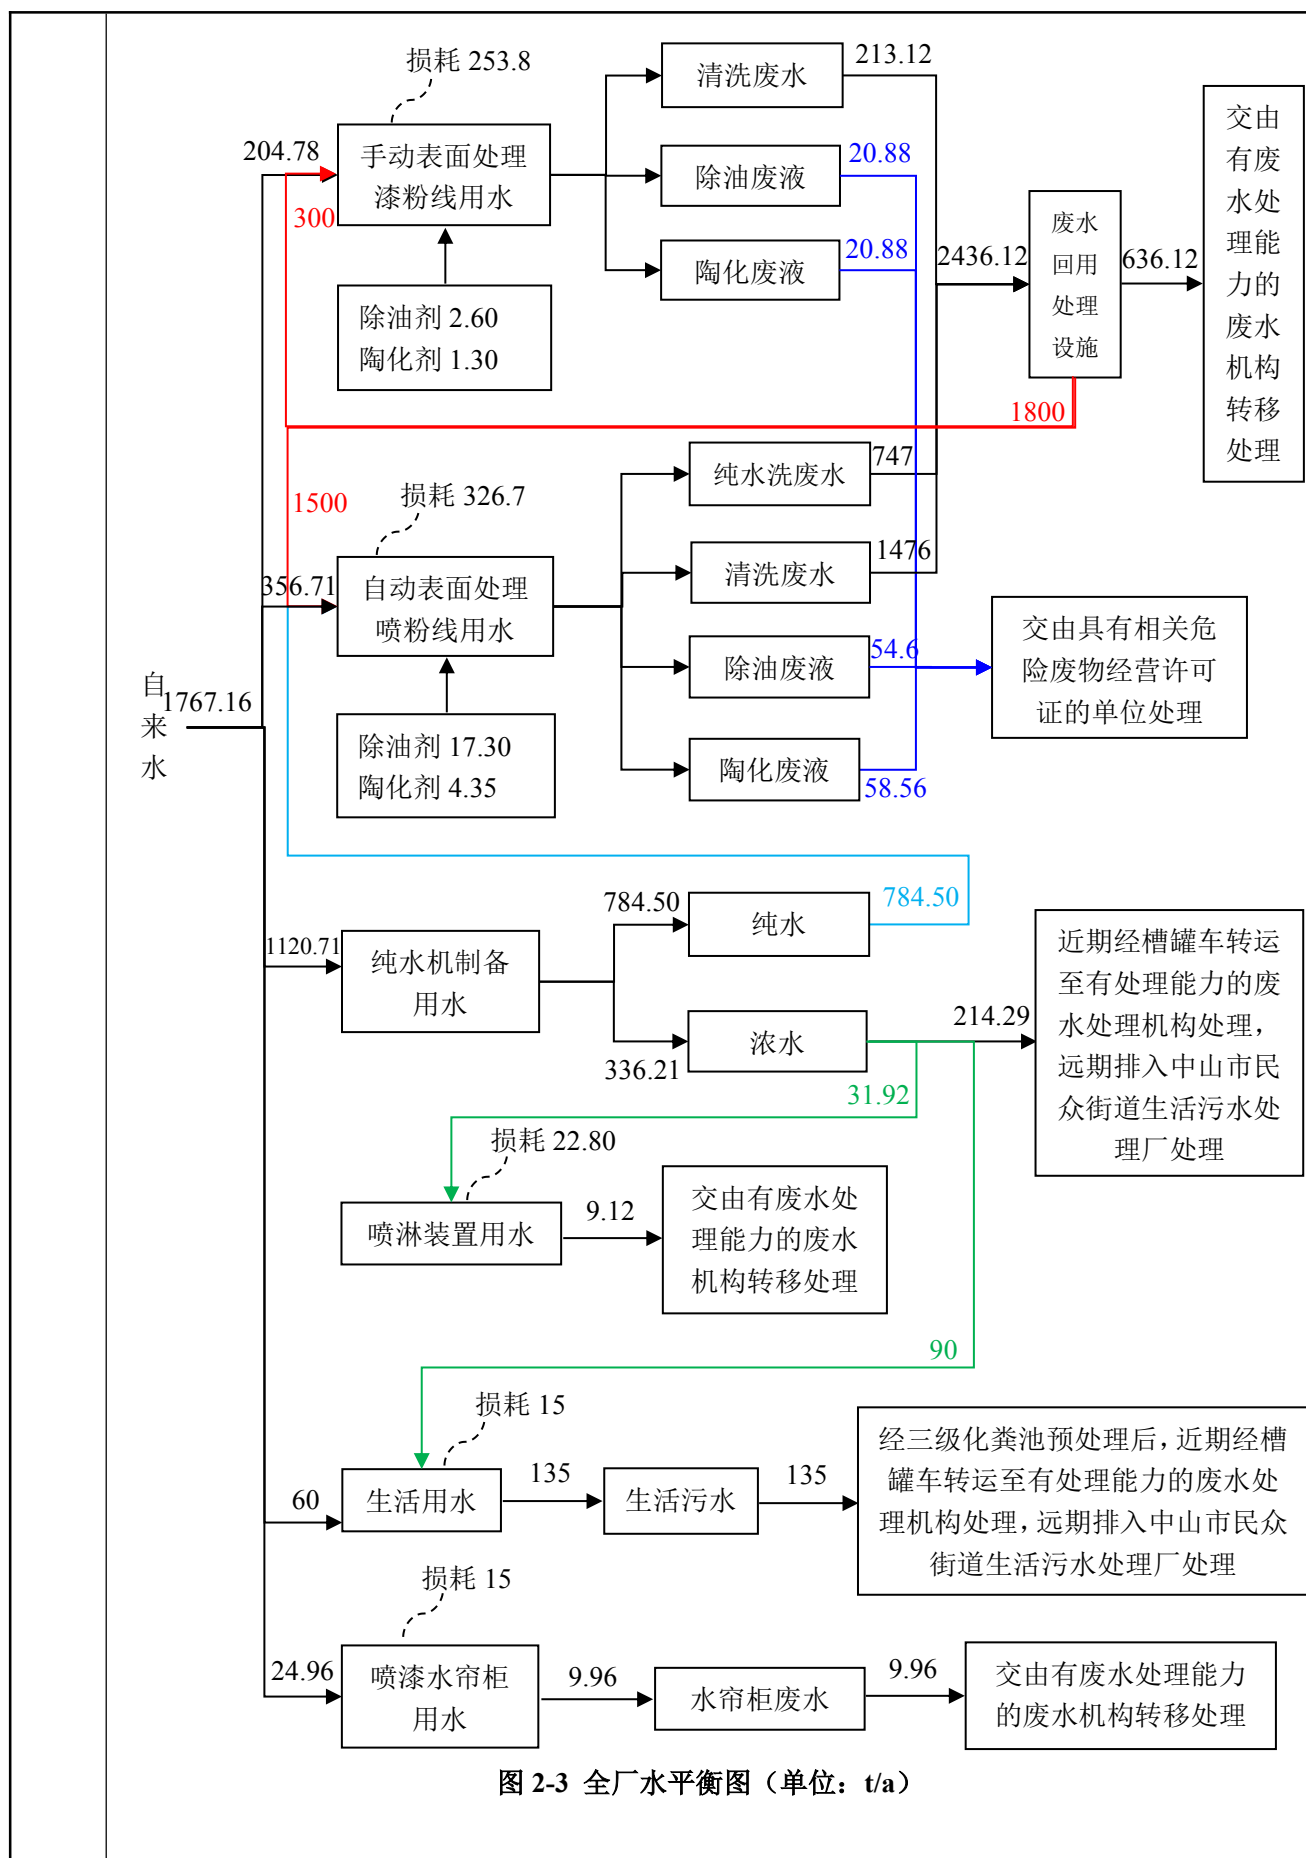 损耗 253.8
204.78
手动表面处理
漆粉线用水
300
除油剂 2.60
陶化剂 1.30
清洗废水
213.12
除油废液
20.88
陶化废液
20.88
2436.12
废水
回用
处理
设施
636.12
交由
有废
水处
理能
力的
废水
机构
转移
处理
1800
1500
损耗 326.7
356.71
自动表面处理
喷粉线用水
除油剂 17.30
陶化剂 4.35
纯水洗废水
747
清洗废水
1476
除油废液
54.6
陶化废液
58.56
交由具有相关危
险废物经营许可
证的单位处理
自
来
水
1767.16
1120.71
纯水机制备
用水
784.50
纯水
784.50
336.21
浓水
214.29
近期经槽罐车转运
至有处理能力的废
水处理机构处理，
远期排入中山市民
众街道生活污水处
理厂处理
31.92
损耗 22.80
喷淋装置用水
9.12
交由有废水处
理能力的废水
机构转移处理
90
损耗 15
60
生活用水
135
生活污水
135
经三级化粪池预处理后，近期经槽
罐车转运至有处理能力的废水处
理机构处理，远期排入中山市民众
街道生活污水处理厂处理
损耗 15
24.96
喷漆水帘柜
用水
9.96
水帘柜废水
9.96
交由有废水处理能力
的废水机构转移处理
图 2-3 全厂水平衡图（单位：t/a）